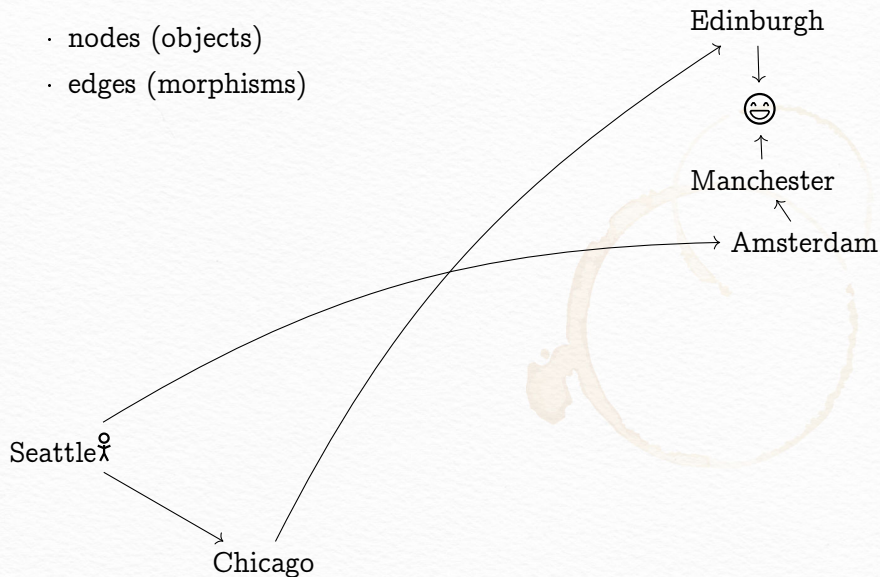 · nodes (objects)
· edges (morphisms)
Edinburgh
Manchester
Amsterdam
Seattle
Chicago